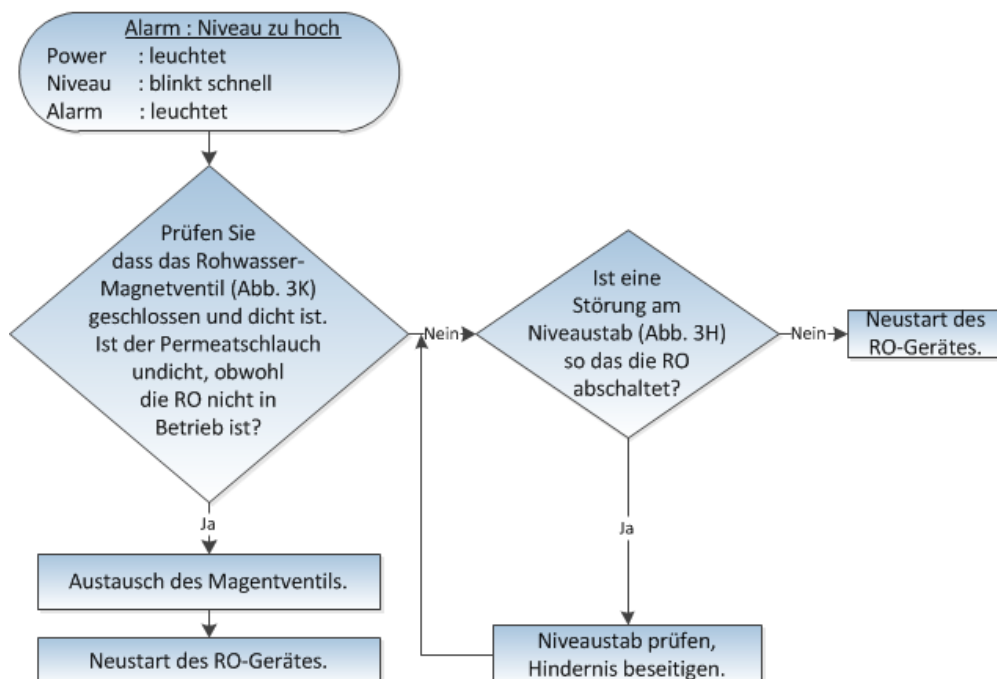 Alarm : Niveau zu hoch
Power : leuchtet
Niveau : blinkt schnell
Alarm : leuchtet
Prüfen Sie
dass das Rohwasser-
Magnetventil (Abb. 3K)
geschlossen und dicht ist.
Ist der Permeatschlauch
undicht, obwohl
die RO nicht in
Betrieb ist?
Nein
Ist eine
Störung am
Niveaustab (Abb. 3H)
so das die RO
abschaltet?
Nein
Neustart des
RO-Gerätes.
Ja
Ja
Austausch des Magentventils.
Neustart des RO-Gerätes.
Niveaustab prüfen,
Hindernis beseitigen.